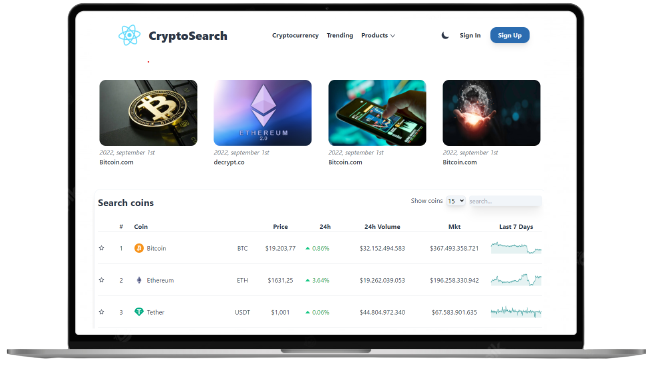 CryptoSearch Cryptocurrency Trending Products Sign In Sign Up
ETHEREUM
2022, september 1st 2022, september 1st 2022, september 1st 2022, september 1st
Bitcoin.com decrypt.co Bitcoin.com Bitcoin.com
Search coins Show coins 15 search...
# Coin Price 24h 24h Volume Mkt Last 7 Days
1 Bitcoin BTC $19.203,77 0.86% $32.152.494.583 $367.493.358.721
2 Ethereum ETH $1631.25 3.64% $19.262.039.053 $196.258.330.942
3 Tether USDT $1,001 0.06% $44.804.972.340 $67.583.901.635